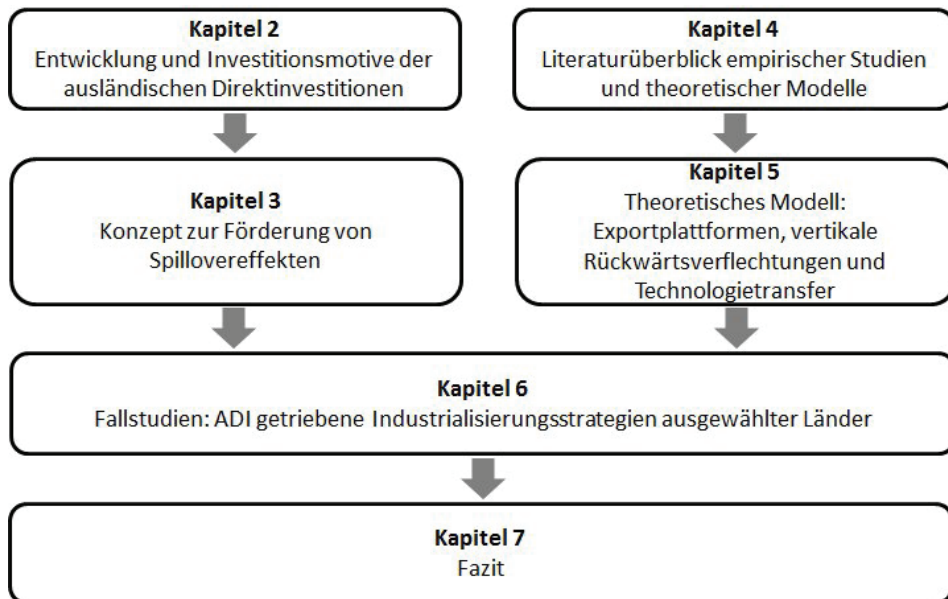 Kapitel 2
Entwicklung und Investitionsmotive der
ausländischen Direktinvestitionen
Kapitel 4
Literaturüberblick empirischer Studien
und theoretischer Modelle
Kapitel 3
Konzept zur Förderung von
Spillovereffekten
Kapitel 5
Theoretisches Modell:
Exportplattformen, vertikale
Rückwärtsverflechtungen und
Technologietransfer
Kapitel 6
Fallstudien: ADI getriebene Industrialisierungsstrategien ausgewählter Länder
Kapitel 7
Fazit